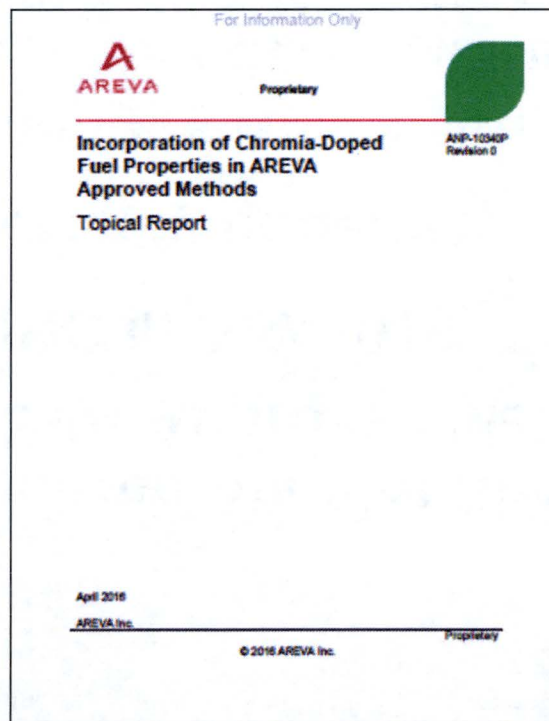 For Information Only
AREVA
Proprietary
ANP-10340P
Revision 0
Incorporation of Chromia-Doped
Fuel Properties in AREVA
Approved Methods
Topical Report
April 2016
AREVA Inc.
Proprietary
© 2016 AREVA Inc.